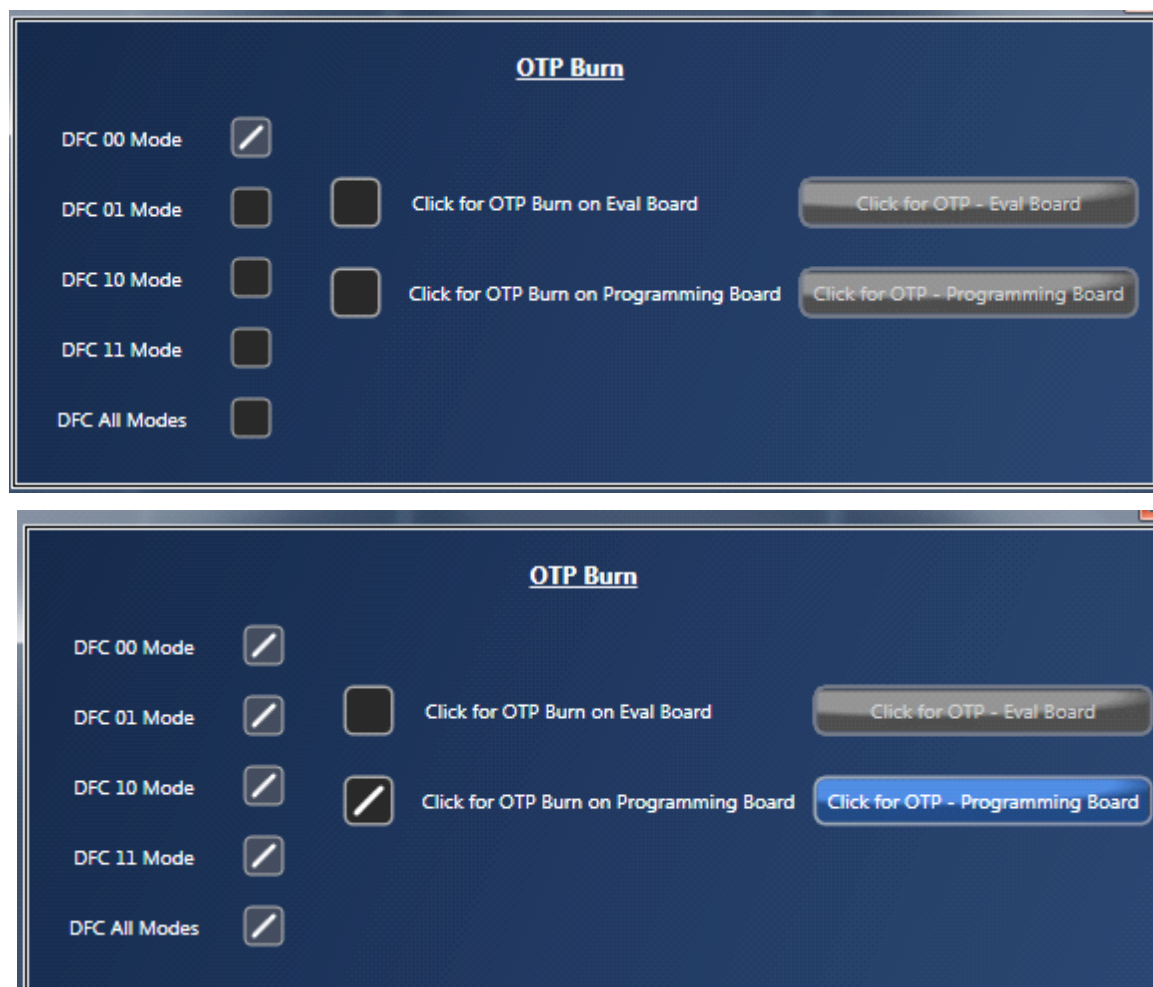 OTP Burn
DFC 00 Mode
DFC 01 Mode
Click for OTP Burn on Eval Board
Click for OTP - Eval Board
DFC 10 Mode
Click for OTP Burn on Programming Board
Click for OTP - Programming Board
DFC 11 Mode
DFC All Modes
OTP Burn
DFC 00 Mode
DFC 01 Mode
Click for OTP Burn on Eval Board
Click for OTP - Eval Board
DFC 10 Mode
Click for OTP Burn on Programming Board
Click for OTP - Programming Board
DFC 11 Mode
DFC All Modes